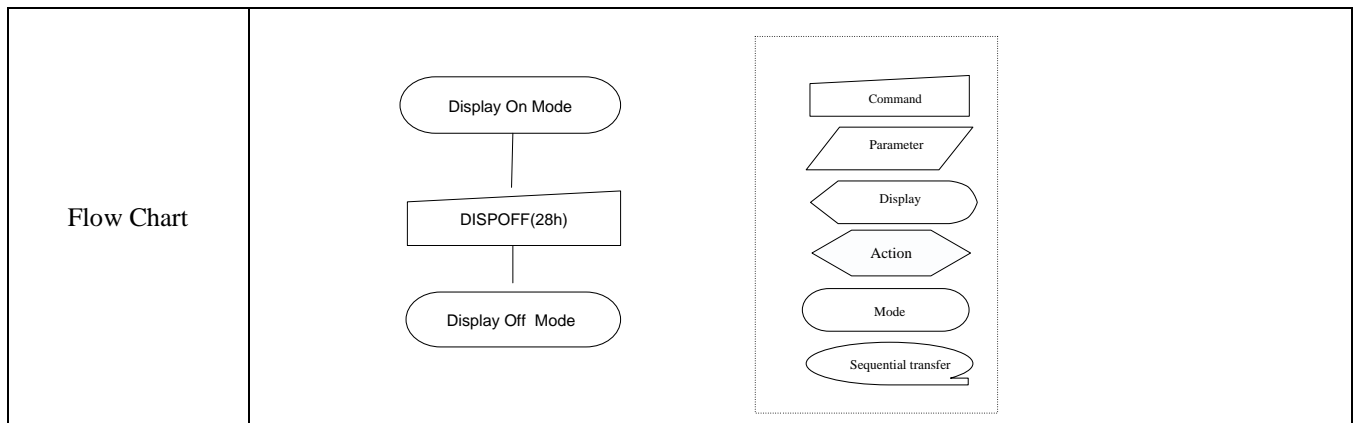 Flow Chart
Display On Mode
DISPOFF(28h)
Display Off Mode
Command
Parameter
Display
Action
Mode
Sequential transfer